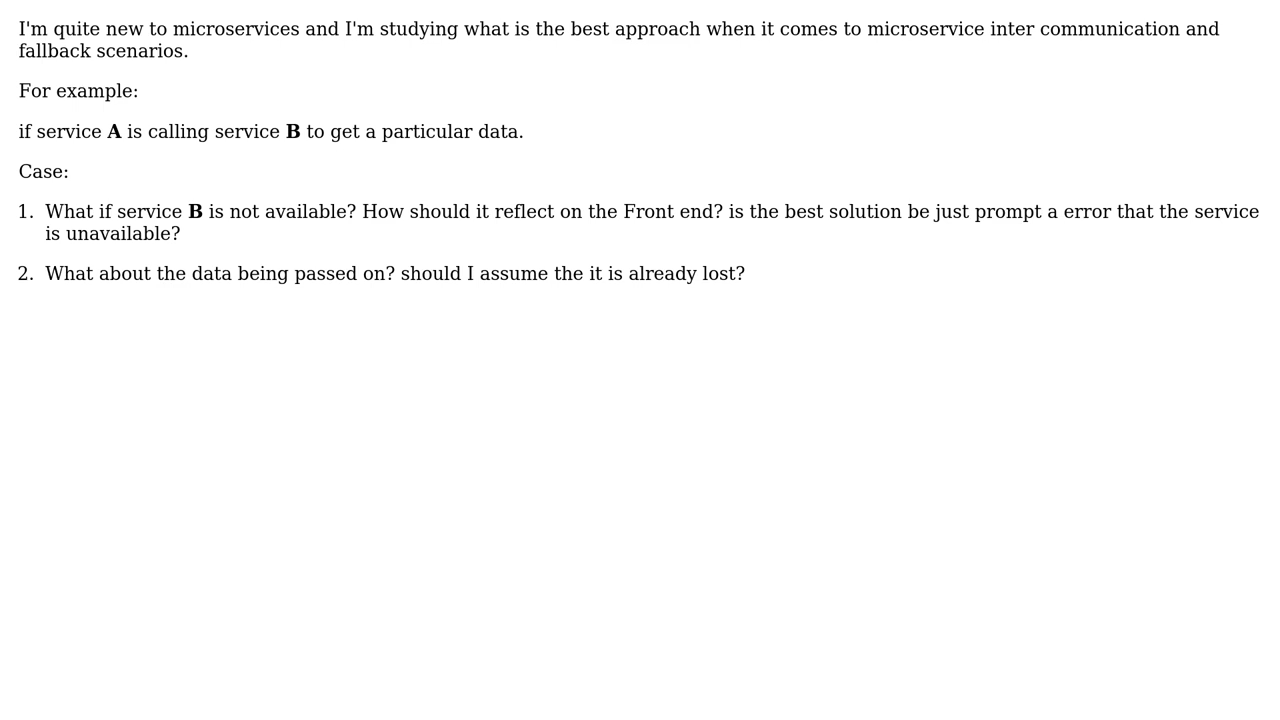 I'm quite new to microservices and I'm studying what is the best approach when it comes to microservice inter communication and
fallback scenarios.
For example:
if service A is calling service B to get a particular data.
Case:
1. What if service B is not available? How should it reflect on the Front end? is the best solution be just prompt a error that the service
is unavailable?
2. What about the data being passed on? should I assume the it is already lost?